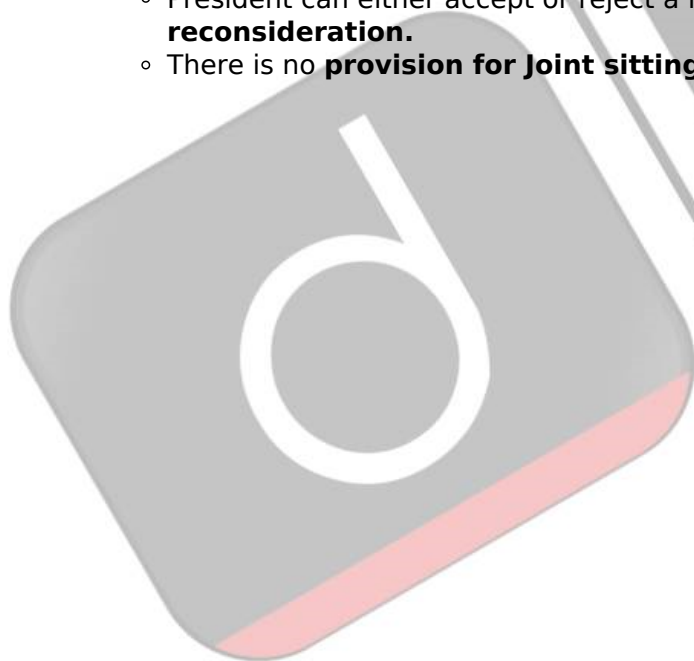 President can either accept or reject a
reconsideration.
There is no provision for Joint sitting
d